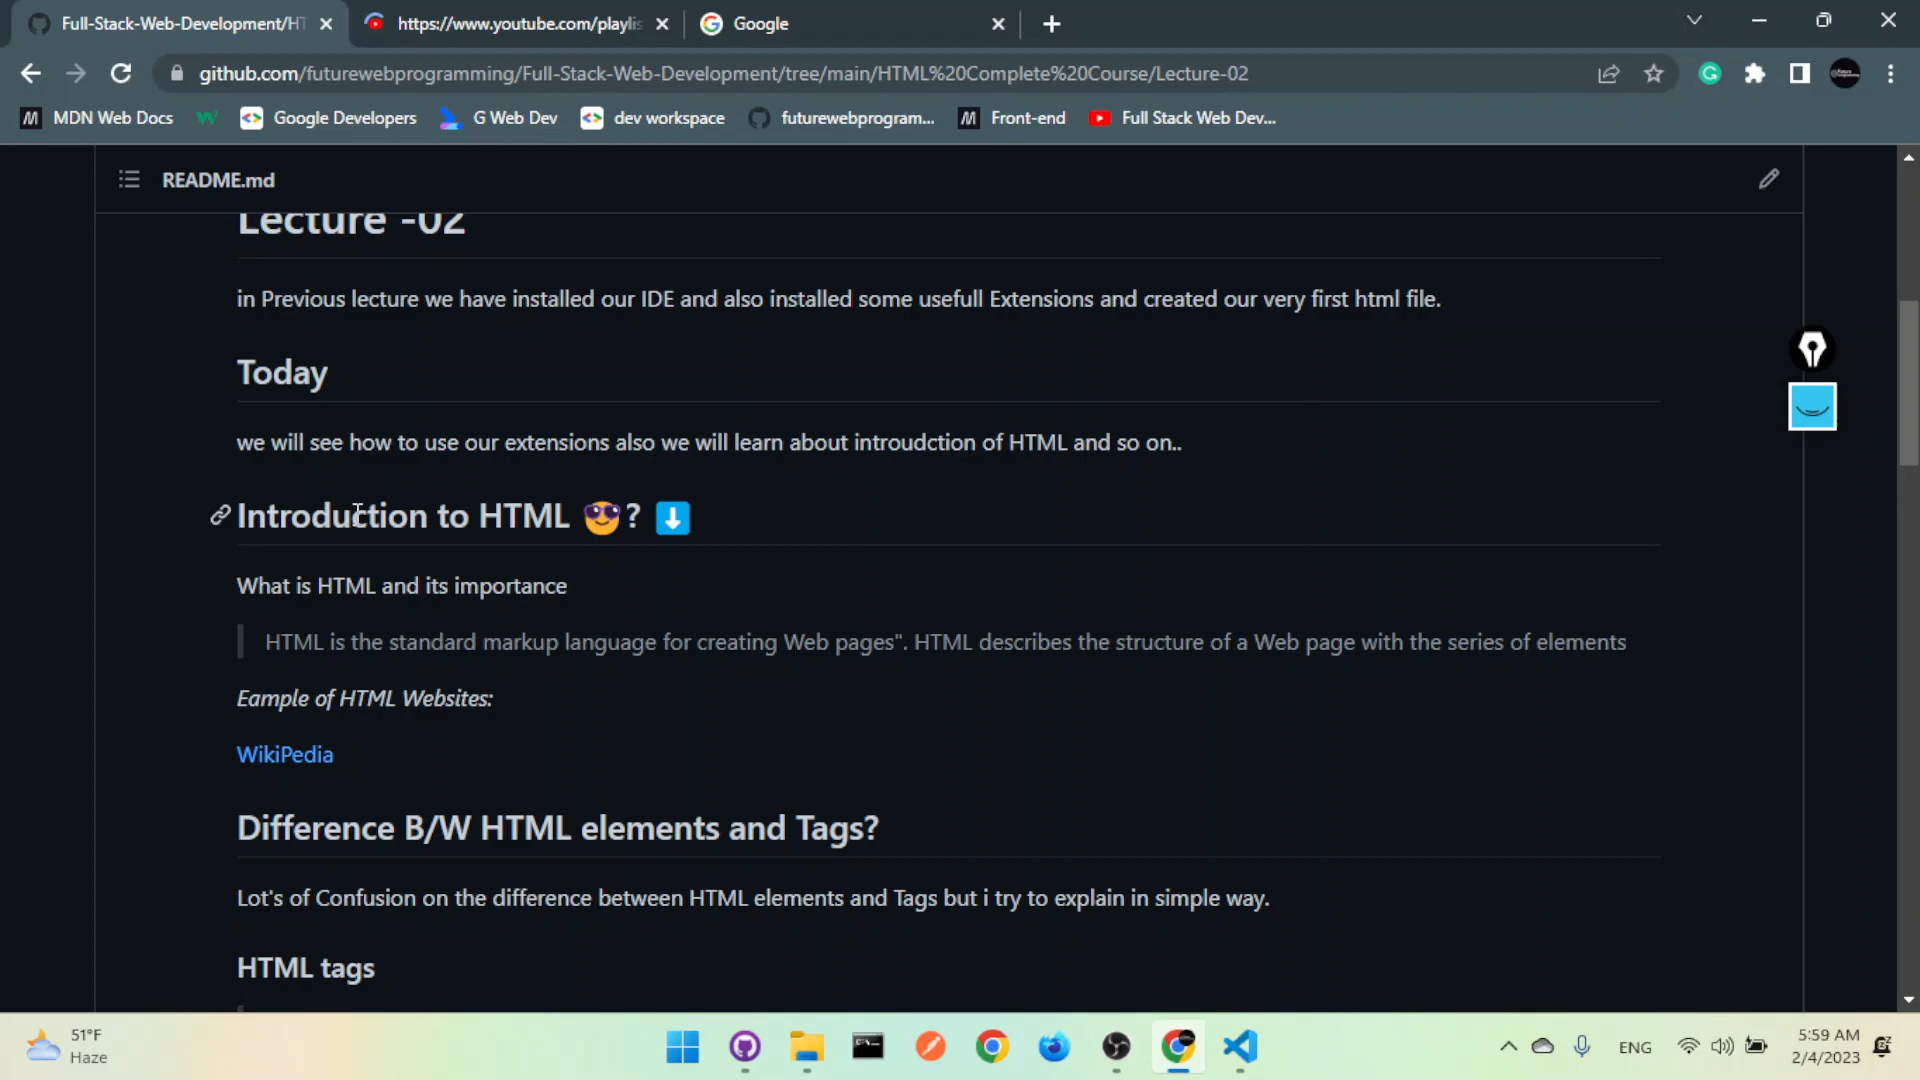 Full-Stack-Web-Development/HT
https://www.youtube.com/playlis
Google
github.com/futurewebprogramming/Full-Stack-Web-Development/tree/main/HTML%20Complete%20Course/Lecture-02
MDN Web Docs
Google Developers
G Web Dev
dev workspace
futurewebprogram...
Front-end
Full Stack Web Dev...
README.md
Lecture -02
in Previous lecture we have installed our IDE and also installed some usefull Extensions and created our very first html file.
Today
we will see how to use our extensions also we will learn about introudction of HTML and so on..
Introduction to HTML 😎? ⬇️
What is HTML and its importance
HTML is the standard markup language for creating Web pages". HTML describes the structure of a Web page with the series of elements
Eample of HTML Websites:
WikiPedia
Difference B/W HTML elements and Tags?
Lot's of Confusion on the difference between HTML elements and Tags but i try to explain in simple way.
HTML tags
51°F
Haze
ENG
5:59 AM
2/4/2023